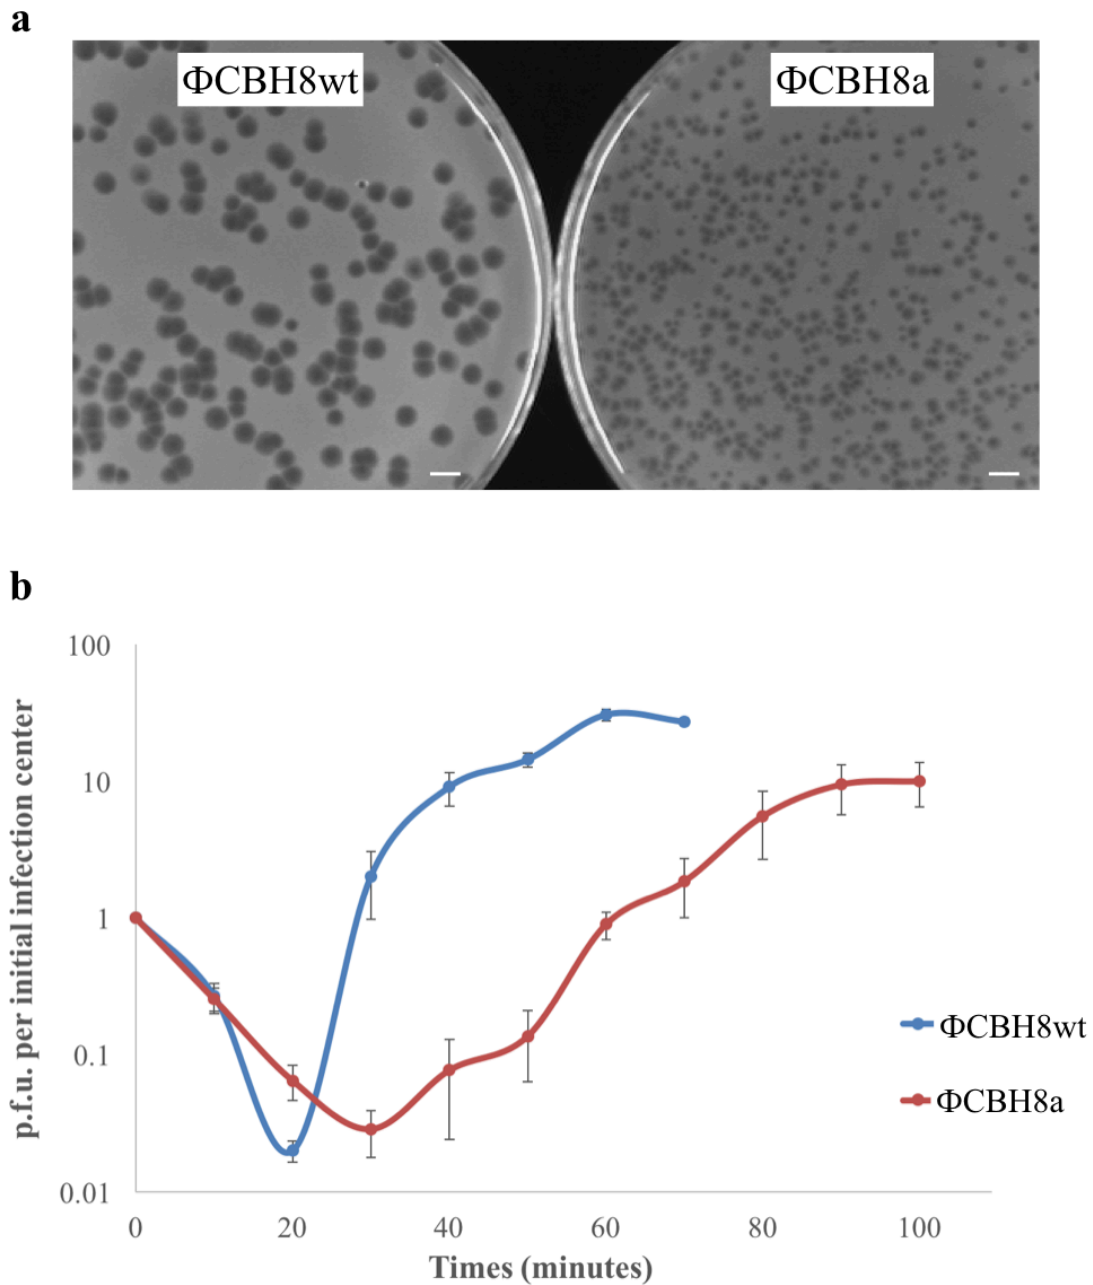 a
ΦCBH8wt
ΦCBH8a
b
p.f.u. per initial infection center
100
10
1
0.1
0.01
0
20
40
60
80
100
Times (minutes)
ΦCBH8wt
ΦCBH8a